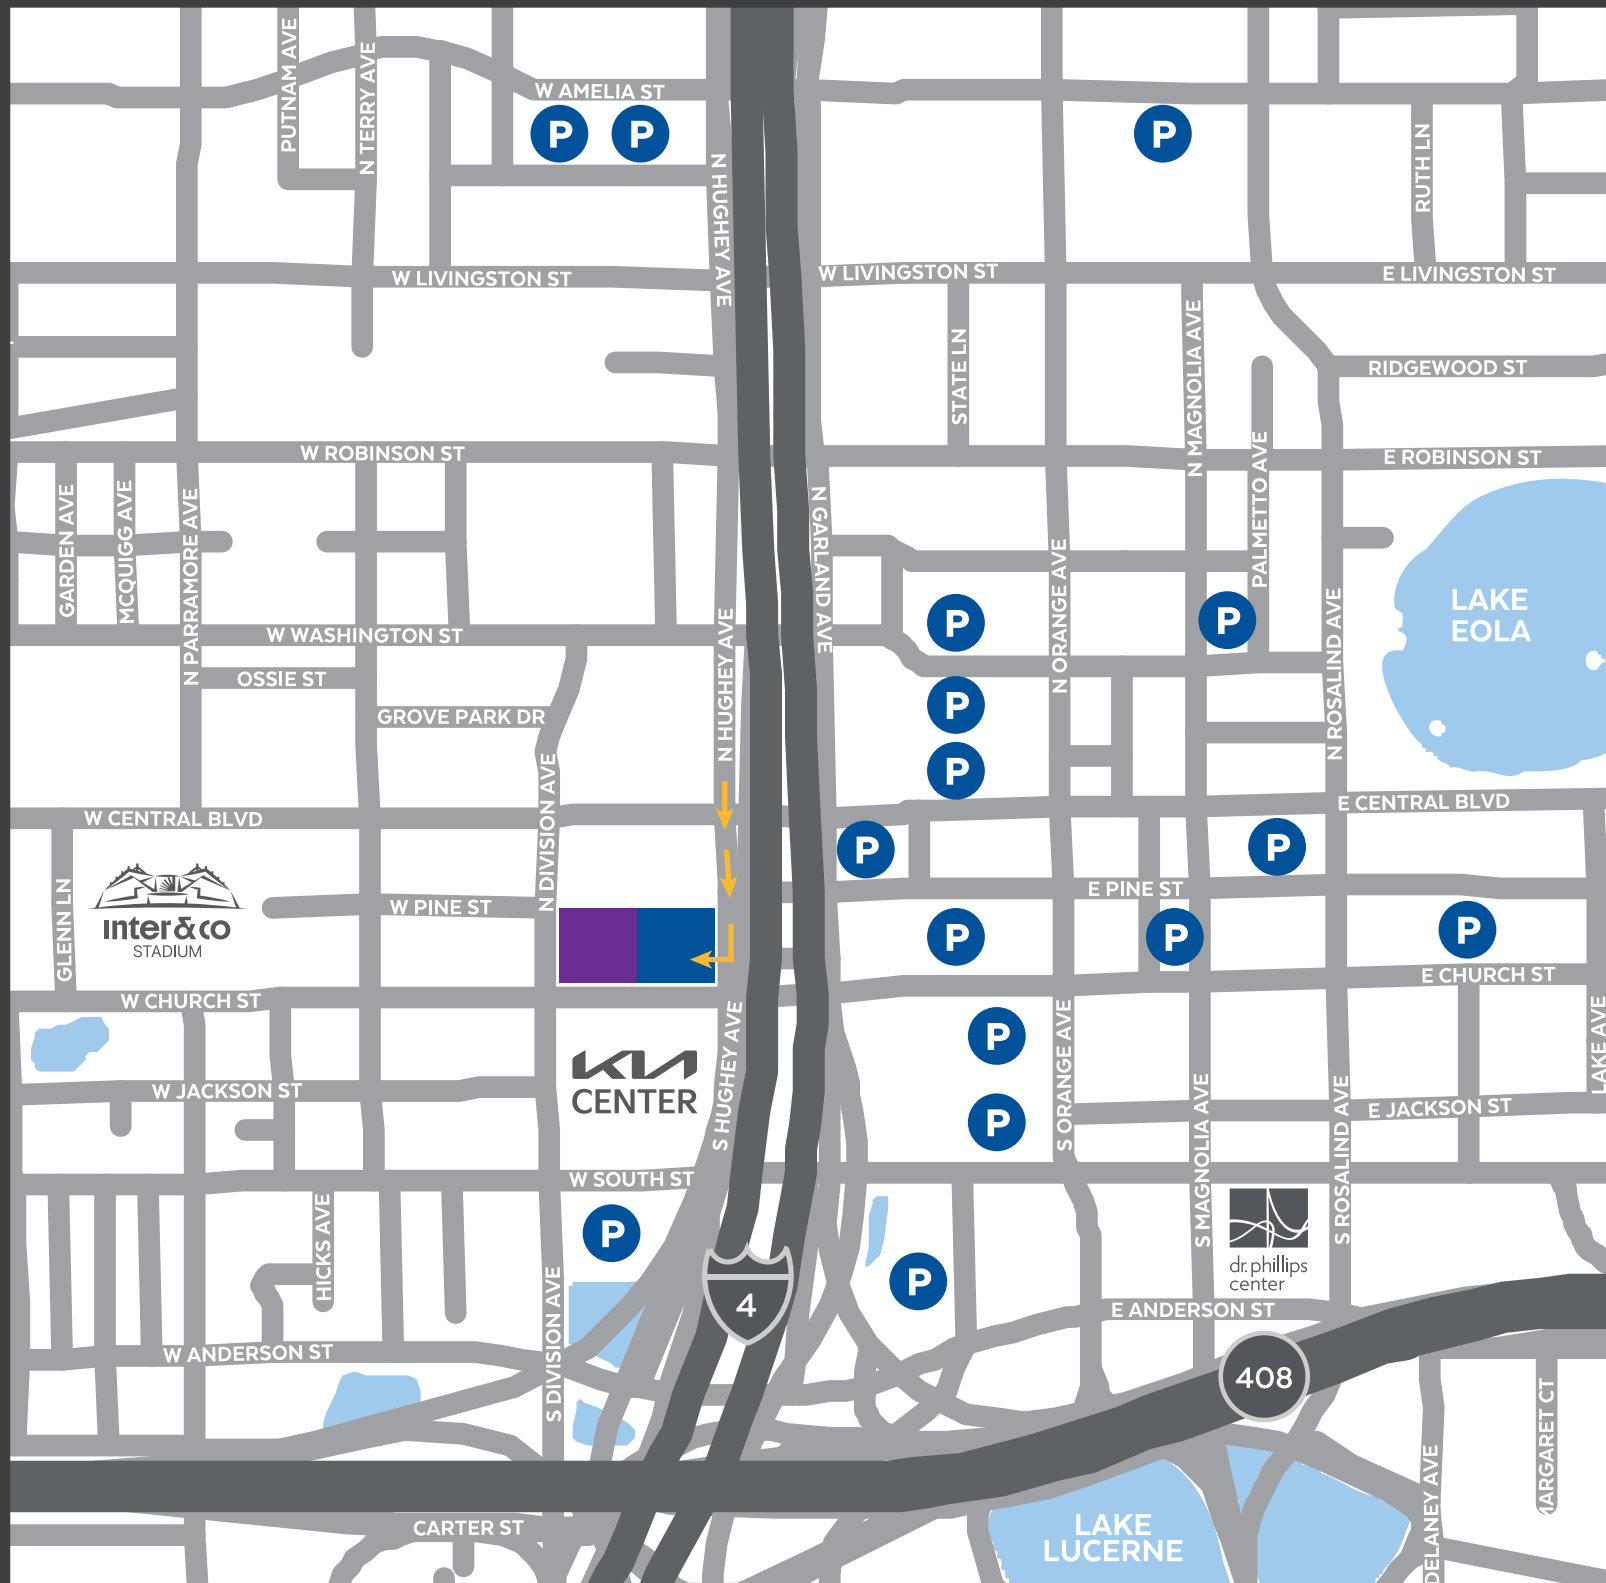 PUTNAM AVE
N TERRY AVE
W AMELIA ST
P
P
P
N HUGHEY AVE
RUTH LN
W LIVINGSTON ST
W LIVINGSTON ST
E LIVINGSTON ST
STATE LN
N MAGNOLIA AVE
RIDGEWOOD ST
W ROBINSON ST
E ROBINSON ST
PALMETTO AVE
GARDEN AVE
MCQUIGG AVE
N PARRAMORE AVE
N GARLAND AVE
N ORANGE AVE
N ROSALIND AVE
LAKE
EOLA
P
P
W WASHINGTON ST
N HUGHEY AVE
OSSIE ST
GROVE PARK DR
P
P
N DIVISION AVE
W CENTRAL BLVD
E CENTRAL BLVD
P
P
GLENN LN
Inter&co
STADIUM
W PINE ST
E PINE ST
P
P
P
W CHURCH ST
E CHURCH ST
S HUGHEY AVE
S ORANGE AVE
LAKE AVE
P
KIA
CENTER
W JACKSON ST
S MAGNOLIA AVE
S ROSALIND AVE
E JACKSON ST
P
W SOUTH ST
HICKS AVE
P
P
S DIVISION AVE
4
dr. phillips
center
E ANDERSON ST
W ANDERSON ST
408
MARGARET CT
DELANEY AVE
CARTER ST
LAKE
LUCERNE